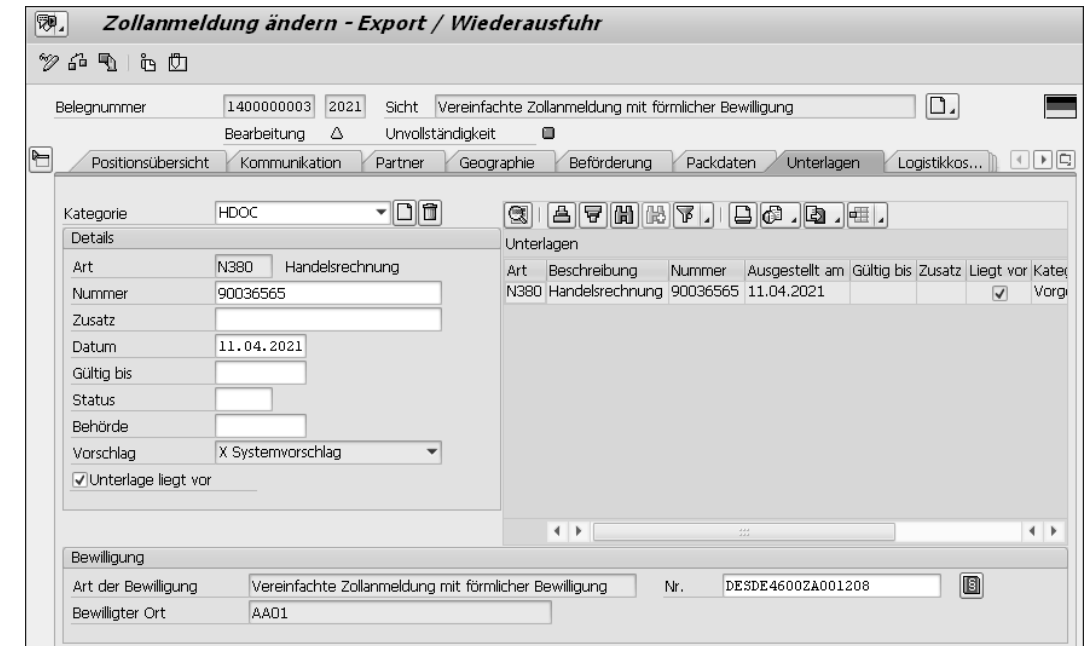 Zollanmeldung ändern - Export / Wiederausfuhr
Belegnummer 1400000003 2021 Sicht Vereinfachte Zollanmeldung mit förmlicher Bewilligung
Bearbeitung Unvollständigkeit
Positionsübersicht Kommunikation Partner Geographie Beförderung Packdaten Unterlagen Logistikkos...
Kategorie HDOC
Details
Art N380 Handelsrechnung
Nummer 90036565
Zusatz
Datum 11.04.2021
Gültig bis
Status
Behörde
Vorschlag X Systemvorschlag
Unterlage liegt vor
Unterlagen
Art Beschreibung Nummer Ausgestellt am Gültig bis Zusatz Liegt vor Kateg
N380 Handelsrechnung 90036565 11.04.2021 Vorg
Bewilligung
Art der Bewilligung Vereinfachte Zollanmeldung mit förmlicher Bewilligung Nr. DESDE4600ZA001208
Bewilligter Ort AA01